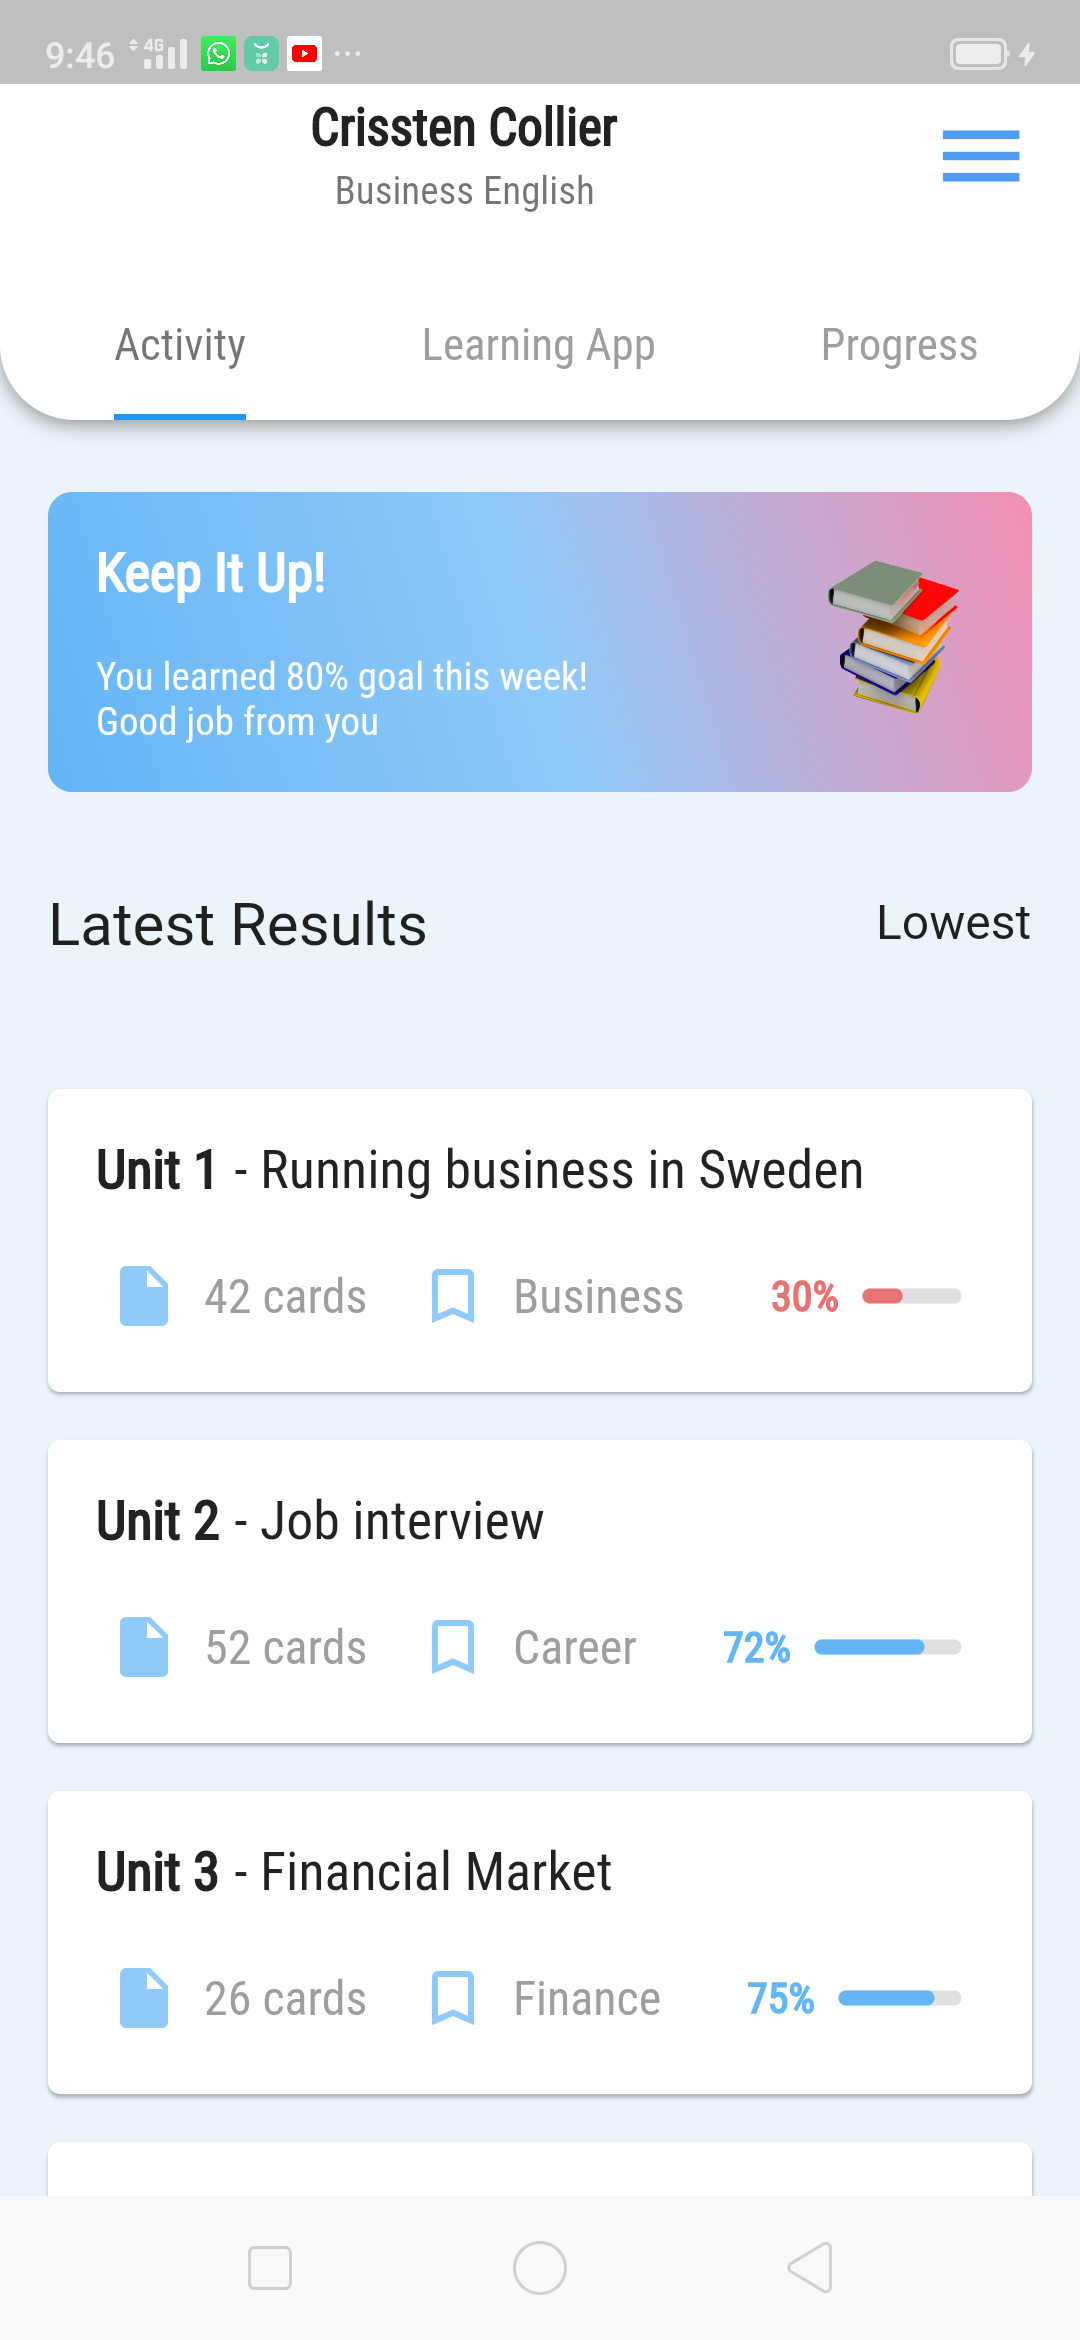 9:46 4G ...
Crissten Collier
Business English
Activity Learning App Progress
Keep It Up!
You learned 80% goal this week!
Good job from you
Latest Results Lowest
Unit 1 - Running business in Sweden
42 cards Business 30%
Unit 2 - Job interview
52 cards Career 72%
Unit 3 - Financial Market
26 cards Finance 75%